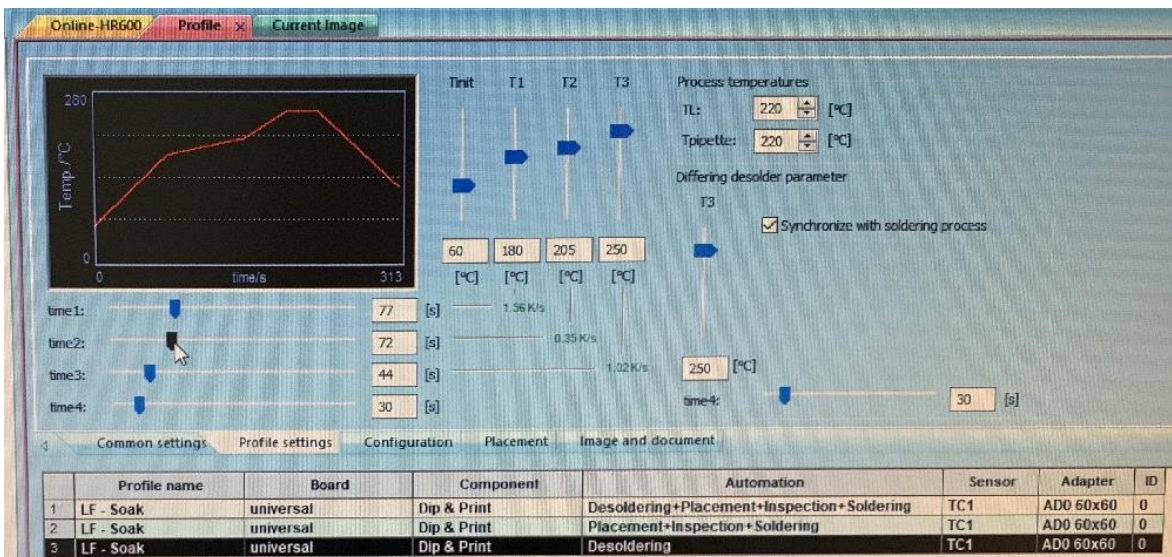 Online-HR600 Profile x Current Image
Tinit T1 T2 T3 Process temperatures
280
TL: 220 [°C]
Tpipette: 220 [°C]
Temp /°C
Differing desolder parameter
T3
Synchronize with soldering process
60 180 205 250
0
[°C] [°C] [°C] [°C]
0 time/s 313
time1: 77 [s] 1.56 K/s
time2: 72 [s] 0.35 K/s
time3: 44 [s] 1.02 K/s
250 [°C]
time4: 30 [s]
time4: 30 [s]
Common settings Profile settings Configuration Placement Image and document
Profile name Board Component Automation Sensor Adapter ID
1 LF - Soak universal Dip & Print Desoldering+Placement+Inspection+Soldering TC1 AD0 60x60 0
2 LF - Soak universal Dip & Print Placement+Inspection+Soldering TC1 AD0 60x60 0
3 LF - Soak universal Dip & Print Desoldering TC1 AD0 60x60 0